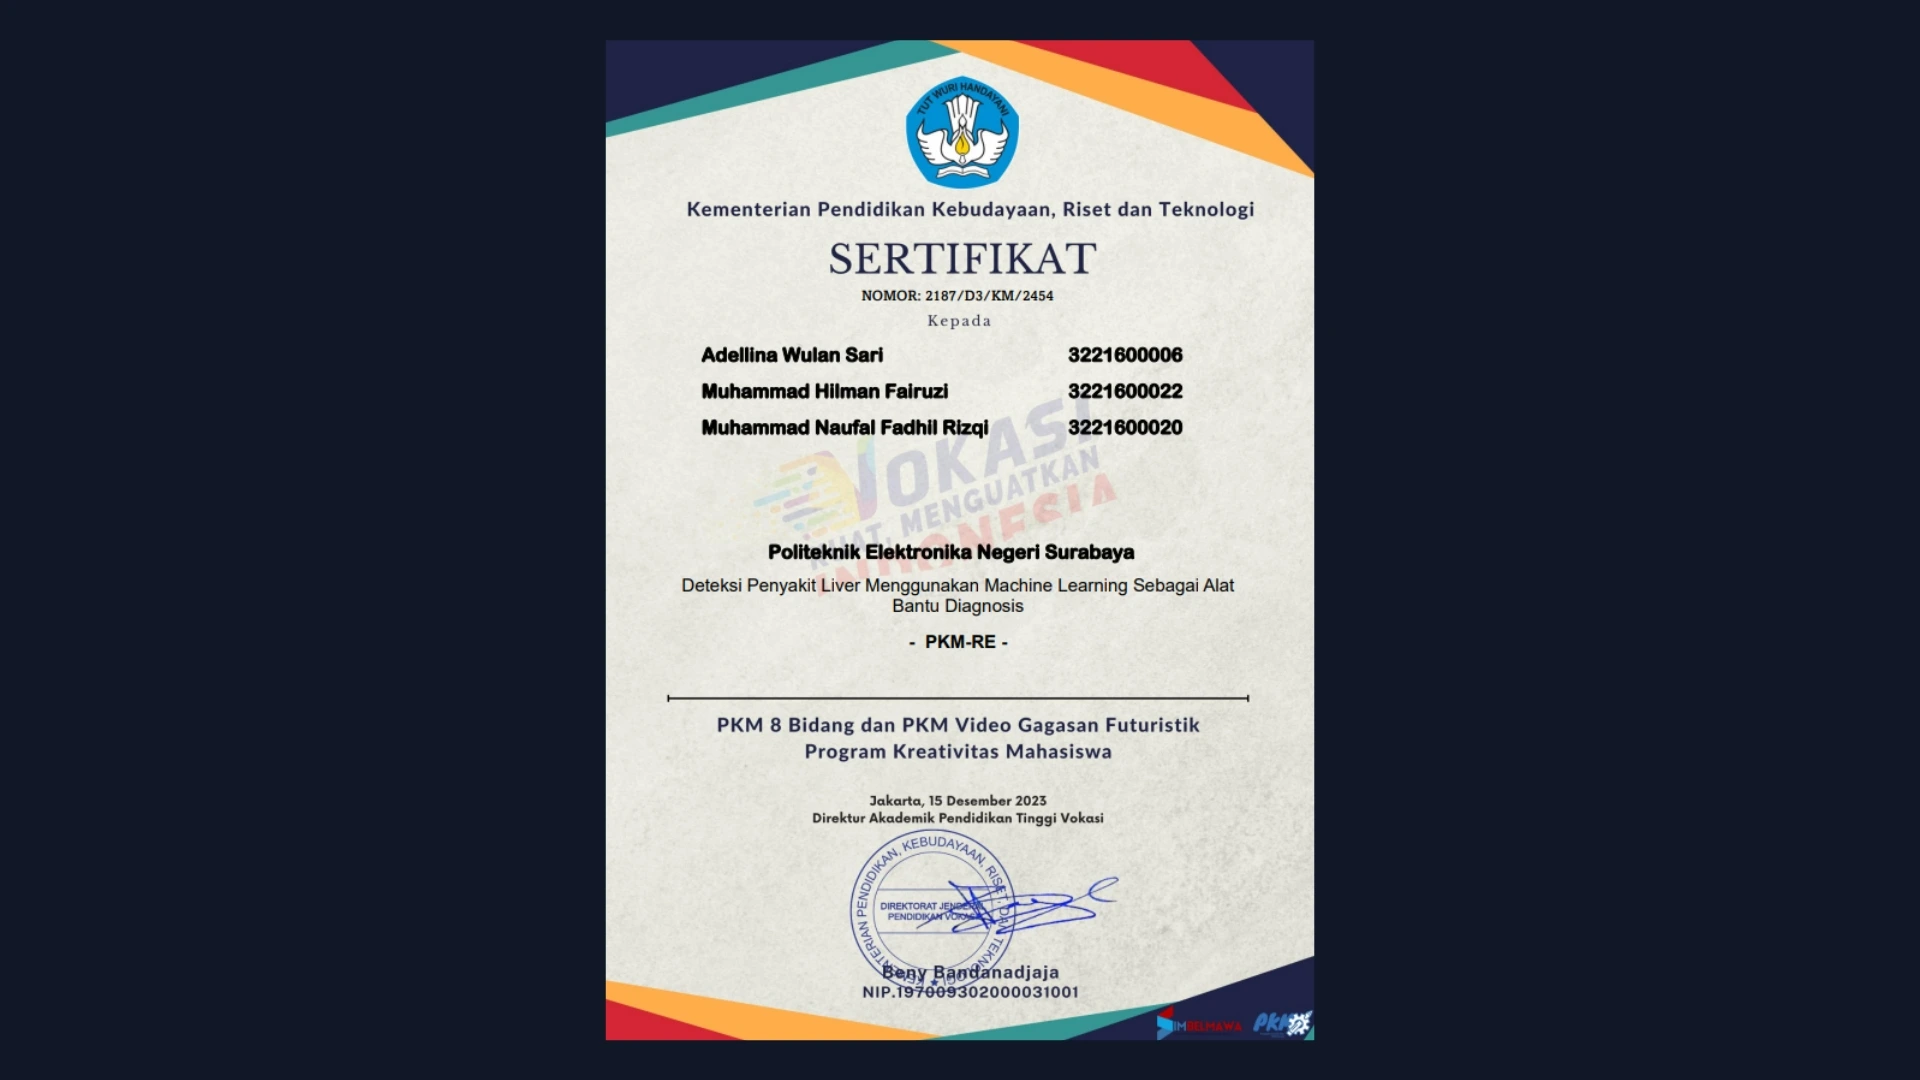 TUT WURI HANDAYANI
Kementerian Pendidikan Kebudayaan, Riset dan Teknologi
SERTIFIKAT
NOMOR: 2187/D3/KM/2454
Kepada
Adellina Wulan Sari 3221600006
Muhammad Hilman Fairuzi 3221600022
Muhammad Naufal Fadhil Rizqi 3221600020
VOKASI
KUAT, MENGUATKAN
INDONESIA
Politeknik Elektronika Negeri Surabaya
Deteksi Penyakit Liver Menggunakan Machine Learning Sebagai Alat
Bantu Diagnosis
- PKM-RE -
PKM 8 Bidang dan PKM Video Gagasan Futuristik
Program Kreativitas Mahasiswa
Jakarta, 15 Desember 2023
Direktur Akademik Pendidikan Tinggi Vokasi
KEMENTERIAN PENDIDIKAN, KEBUDAYAAN, RISET, DAN TEKNOLOGI
DIREKTORAT JENDERAL
PENDIDIKAN VOKASI
Beny Bandanadjaja
NIP.197009302000031001
SIMBELMAWA
PKM